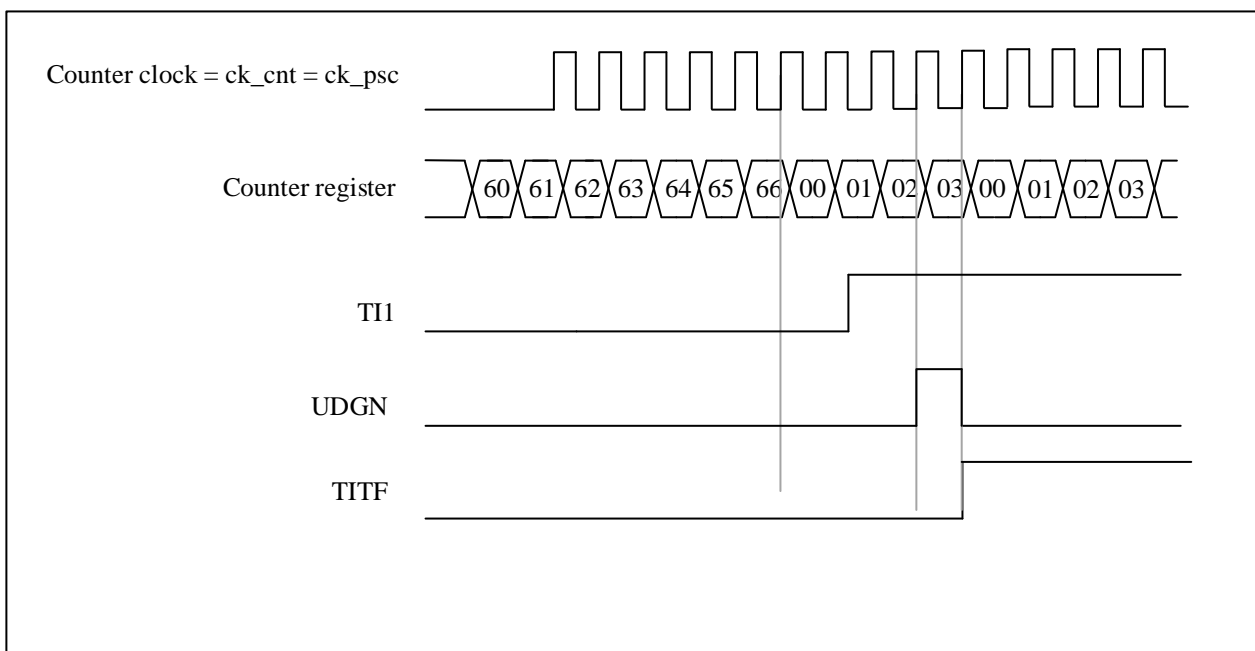 Counter clock = ck_cnt = ck_psc
Counter register
60 61 62 63 64 65 66 00 01 02 03 00 01 02 03
TI1
UDGN
TITF